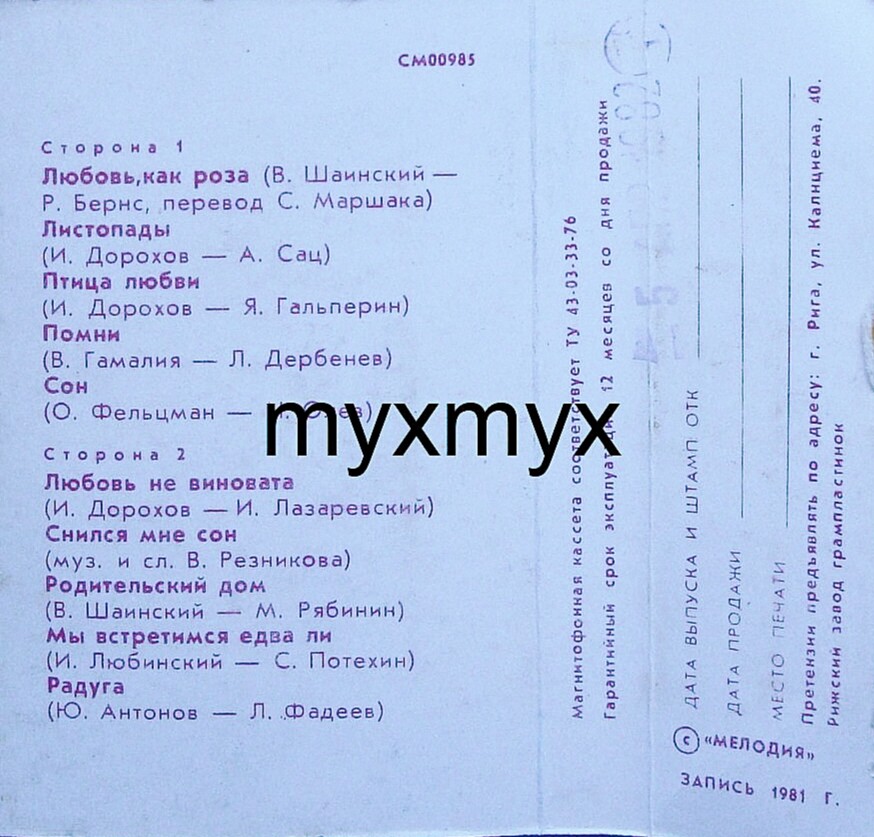 СМ00985
Сторона 1
Любовь,как роза (В. Шаинский —
Р. Бернс, перевод С. Маршака)
Листопады
(И. Дорохов — А. Сац)
Птица любви
(И. Дорохов — Я. Гальперин)
Помни
(В. Гамалия — Л. Дербенев)
Сон
(О. Фельцман —
Сторона 2
Любовь не виновата
(И. Дорохов — И. Лазаревский)
Снился мне сон
(муз. и сл. В. Резникова)
Родительский дом
(В. Шаинский — М. Рябинин)
Мы встретимся едва ли
(И. Любинский — С. Потехин)
Радуга
(Ю. Антонов — Л. Фадеев)
myxmyx
Магнитофонная кассета соответствует ТУ 43-03-33-76
Гарантийный срок эксплуатации 12 месяцев со дня продажи
ДАТА ВЫПУСКА И ШТАМП ОТК
ДАТА ПРОДАЖИ
МЕСТО ПЕЧАТИ
Претензии предъявлять по адресу: г. Рига, ул. Калнциема, 40.
Рижский завод грампластинок
© «МЕЛОДИЯ»
ЗАПИСЬ 1981 г.